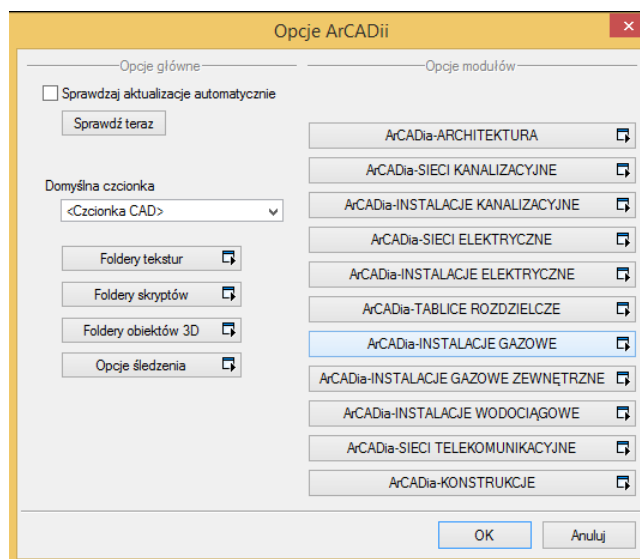 Opcje ArCADii
Opcje główne
Sprawdzaj aktualizacje automatycznie
Sprawdź teraz
Domyślna czcionka
<Czcionka CAD>
Foldery tekstur
Foldery skryptów
Foldery obiektów 3D
Opcje śledzenia
Opcje modułów
ArCADia-ARCHITEKTURA
ArCADia-SIECI KANALIZACYJNE
ArCADia-INSTALACJE KANALIZACYJNE
ArCADia-SIECI ELEKTRYCZNE
ArCADia-INSTALACJE ELEKTRYCZNE
ArCADia-TABLICE ROZDZIELCZE
ArCADia-INSTALACJE GAZOWE
ArCADia-INSTALACJE GAZOWE ZEWNĘTRZNE
ArCADia-INSTALACJE WODOCIĄGOWE
ArCADia-SIECI TELEKOMUNIKACYJNE
ArCADia-KONSTRUKCJE
OK
Anuluj